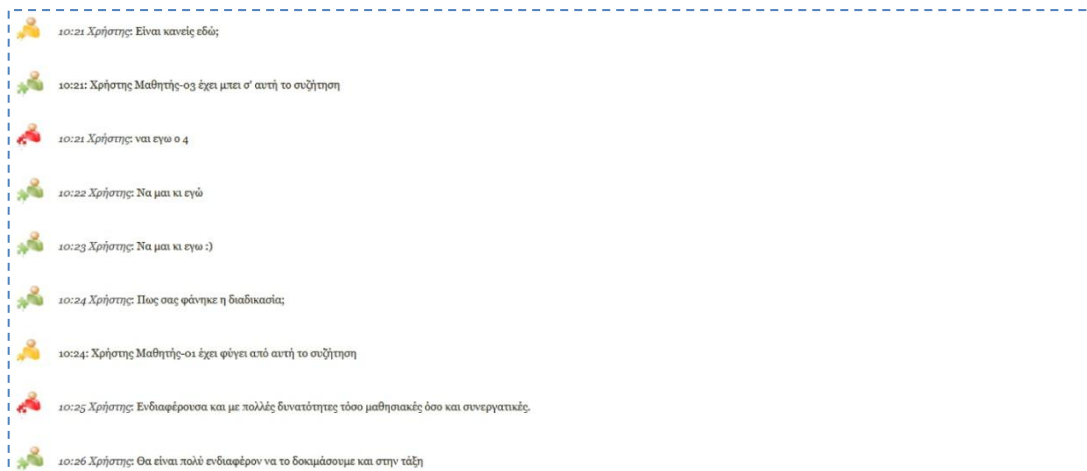 10:21 Χρήστης: Είναι κανείς εδώ;
10:21: Χρήστης Μαθητής-03 έχει μπει σ' αυτή το συζήτηση
10:21 Χρήστης: ναι εγω ο 4
10:22 Χρήστης: Να μαι κι εγώ
10:23 Χρήστης: Να μαι κι εγω :)
10:24 Χρήστης: Πως σας φάνηκε η διαδικασία;
10:24: Χρήστης Μαθητής-01 έχει φύγει από αυτή το συζήτηση
10:25 Χρήστης: Ενδιαφέρουσα και με πολλές δυνατότητες τόσο μαθησιακές όσο και συνεργατικές.
10:26 Χρήστης: Θα είναι πολύ ενδιαφέρον να το δοκιμάσουμε και στην τάξη